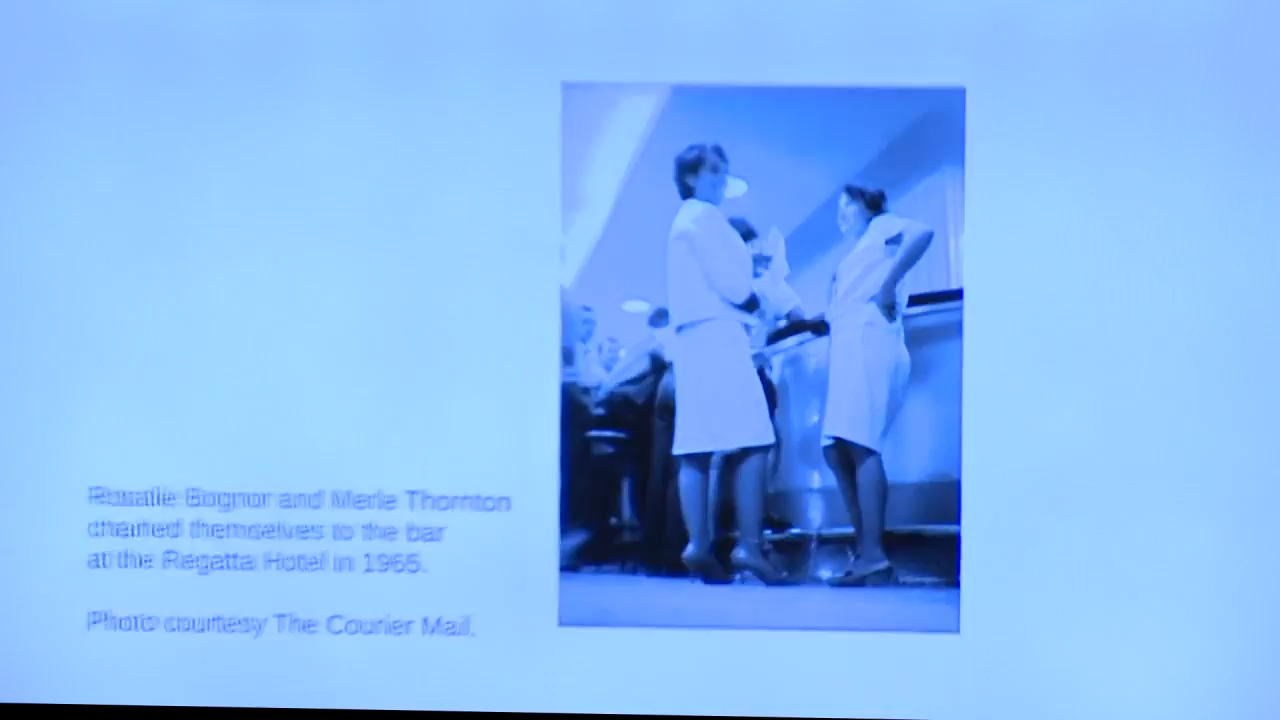 Rosalie Bognor and Merle Thornton
chained themselves to the bar
at the Regatta Hotel in 1965.
Photo courtesy The Courier Mail.